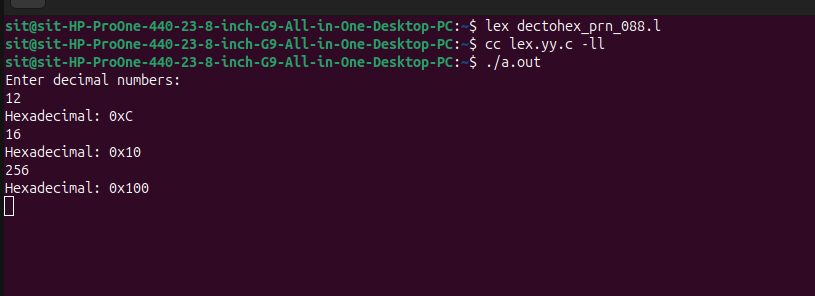 sit@sit-HP-ProOne-440-23-8-inch-G9-All-in-One-Desktop-PC:~$ lex dectohex_prn_088.l
sit@sit-HP-ProOne-440-23-8-inch-G9-All-in-One-Desktop-PC:~$ cc lex.yy.c -ll
sit@sit-HP-ProOne-440-23-8-inch-G9-All-in-One-Desktop-PC:~$ ./a.out
Enter decimal numbers:
12
Hexadecimal: 0xC
16
Hexadecimal: 0x10
256
Hexadecimal: 0x100